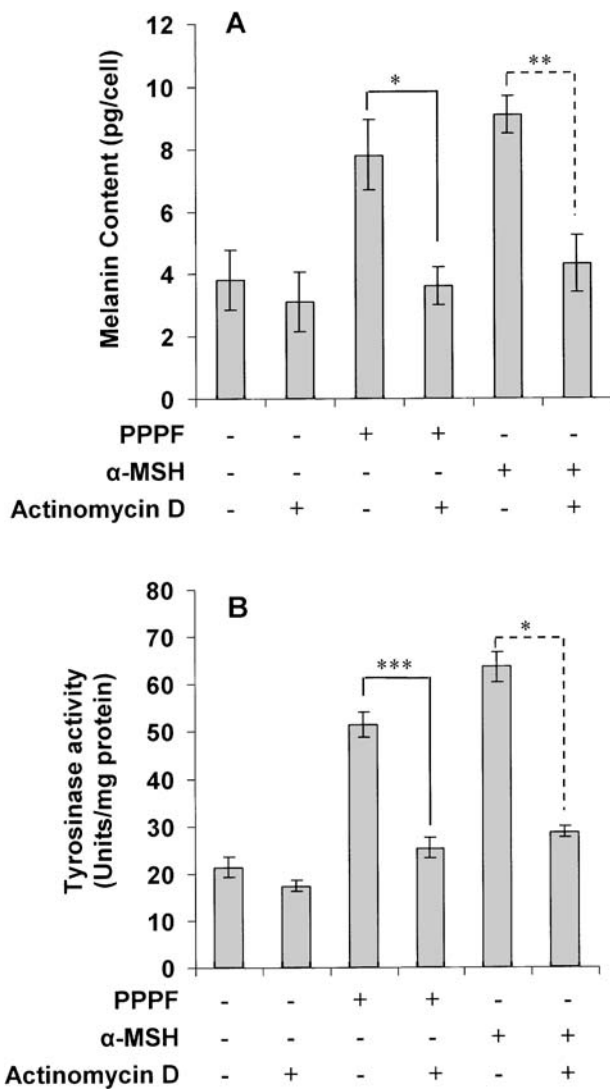 A
Melanin Content (pg/cell)
12
10
8
6
4
2
0
*
**
PPPF - - + + - -
α-MSH - - - - + +
Actinomycin D - + - + - +
B
Tyrosinase activity
(Units/mg protein)
80
70
60
50
40
30
20
10
0
***
*
PPPF - - + + - -
α-MSH - - - - + +
Actinomycin D - + - + - +